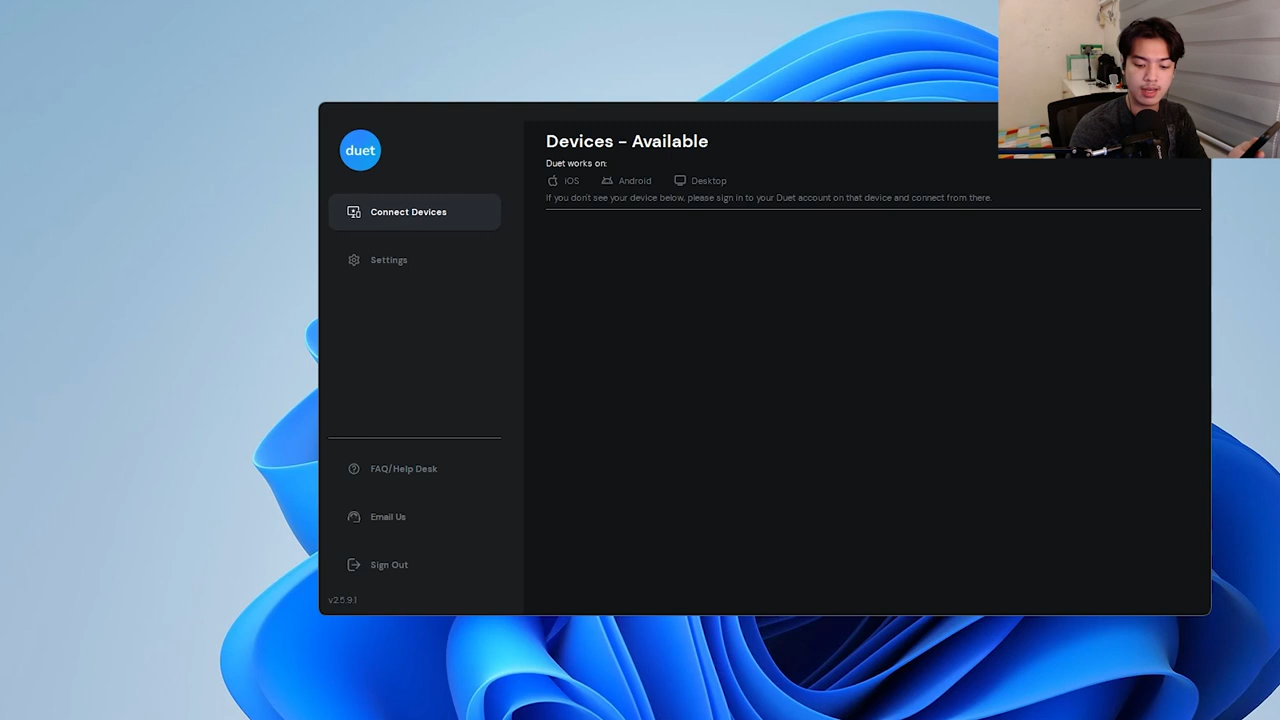 duet
Connect Devices
Settings
FAQ/Help Desk
Email Us
Sign Out
v2.5.9.1
Devices - Available
Duet works on:
iOS
Android
Desktop
If you don't see your device below, please sign in to your Duet account on that device and connect from there.